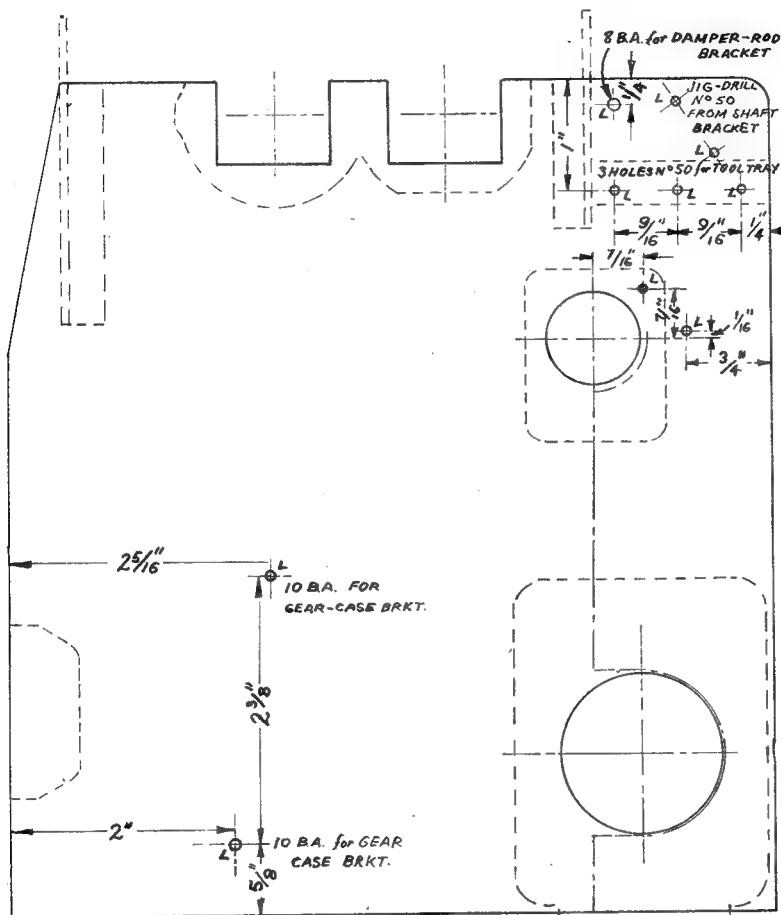 8 B.A. for DAMPER-ROD
BRACKET
1/4"
L
L
JIG-DRILL
Nº 50
FROM SHAFT
BRACKET
L
1"
3 HOLES Nº 50 for TOOL TRAY
L
L
L
9/16"
9/16"
1/4"
7/16"
L
7/16"
L
1/16"
3/4"
2 5/16"
L
10 B.A. FOR
GEAR-CASE BRKT.
2 3/8"
2"
L
10 B.A. for GEAR
CASE BRKT.
5/8"